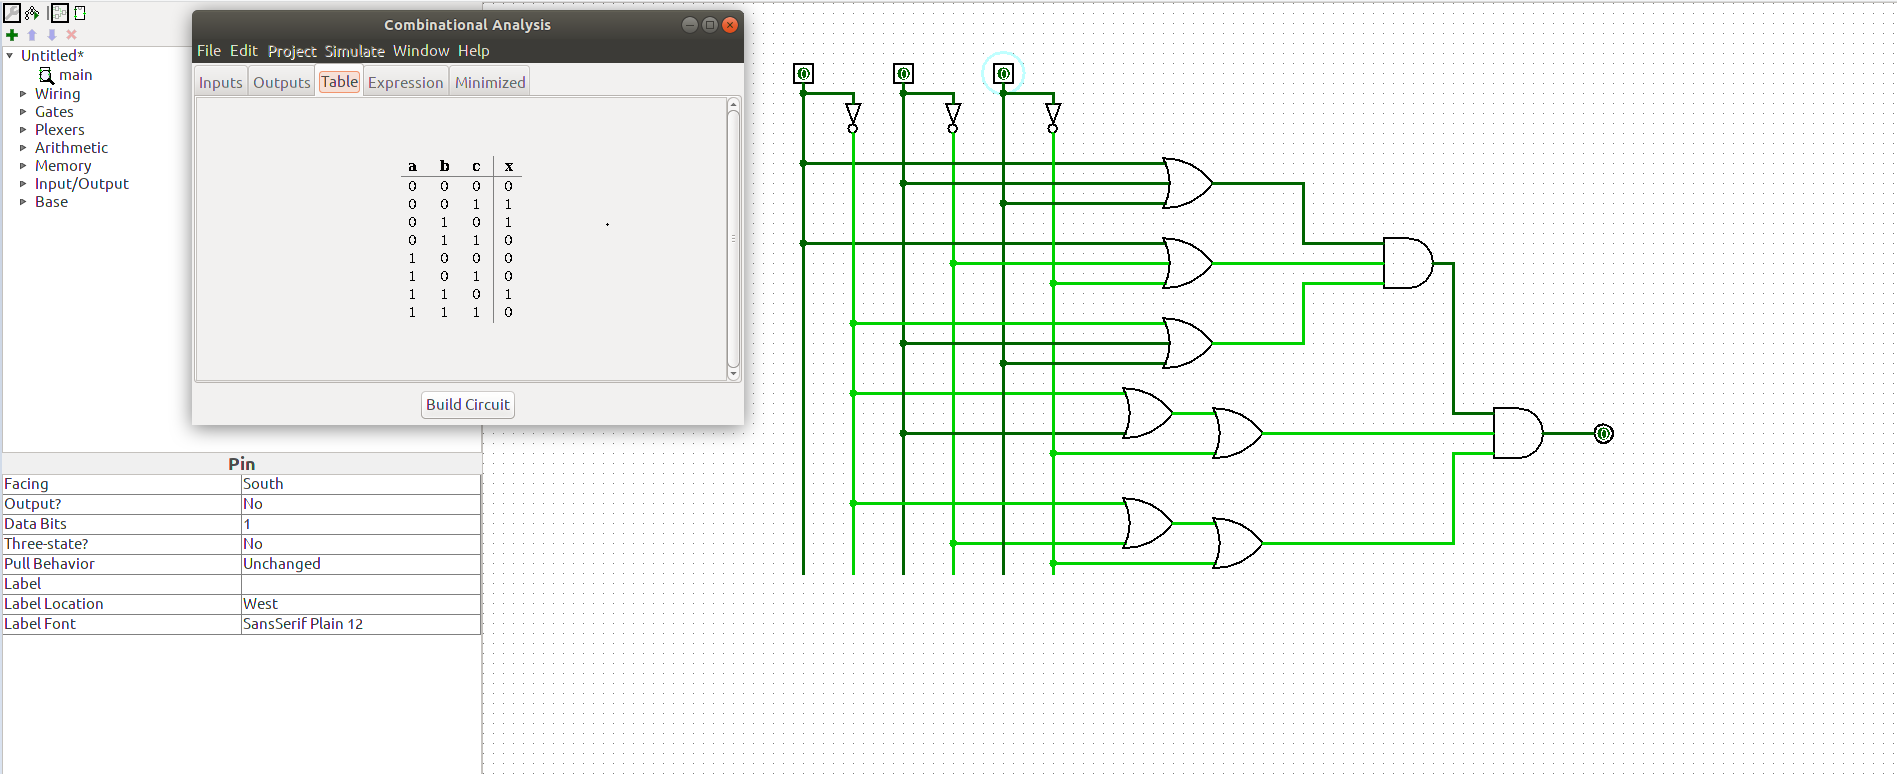 Combinational Analysis
File Edit Project Simulate Window Help
Inputs Outputs Table Expression Minimized
a b c x
0 0 0 0
0 0 1 1
0 1 0 1
0 1 1 0
1 0 0 0
1 0 1 0
1 1 0 1
1 1 1 0
Build Circuit
Untitled*
main
Wiring
Gates
Plexers
Arithmetic
Memory
Input/Output
Base
Pin
Facing South
Output? No
Data Bits 1
Three-state? No
Pull Behavior Unchanged
Label
Label Location West
Label Font SansSerif Plain 12
0 0 0
0